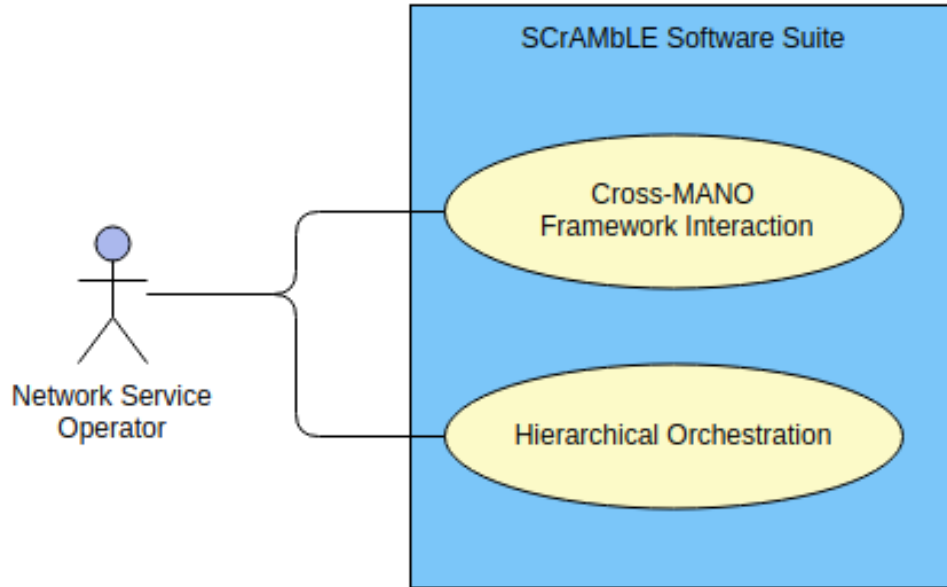 SCrAMbLE Software Suite
Cross-MANO
Framework Interaction
Network Service
Operator
Hierarchical Orchestration